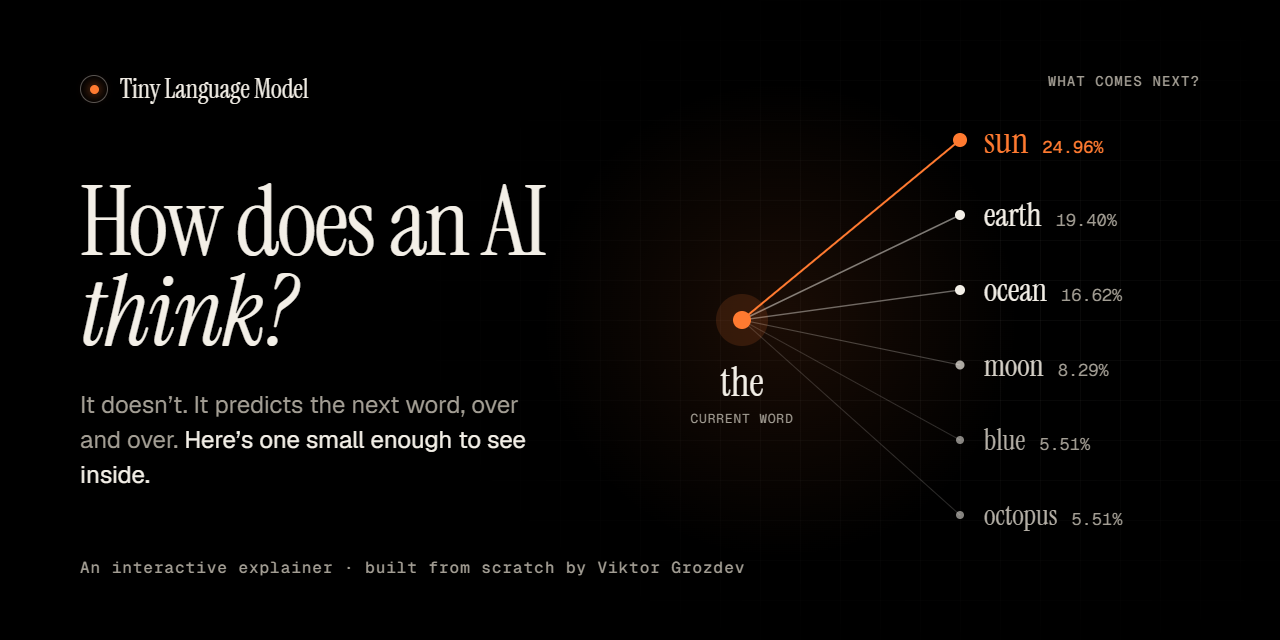 Tiny Language Model
How does an AI
think?
It doesn’t. It predicts the next word, over
and over. Here’s one small enough to see
inside.
An interactive explainer · built from scratch by Viktor Grozdev
WHAT COMES NEXT?
the
CURRENT WORD
sun 24.96%
earth 19.40%
ocean 16.62%
moon 8.29%
blue 5.51%
octopus 5.51%